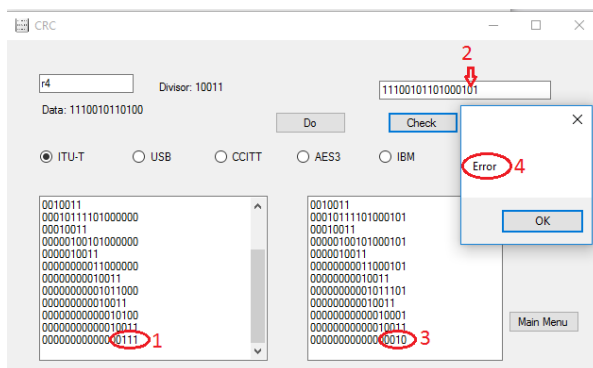 CRC
2
r4
Divisor: 10011
11100101101000101
Data: 1110010110100
Do
Check
ITU-T
USB
CCITT
AES3
IBM
Error
4
OK
0010011
00010111101000000
00010011
00000100101000000
0000010011
00000000011000000
00000000010011
00000000001011000
000000000010011
00000000000010100
00000000000010011
00000000000000111
1
0010011
00010111101000101
00010011
00000100101000101
0000010011
00000000011000101
00000000010011
00000000001011101
000000000010011
00000000000010001
00000000000010011
00000000000000010
3
Main Menu